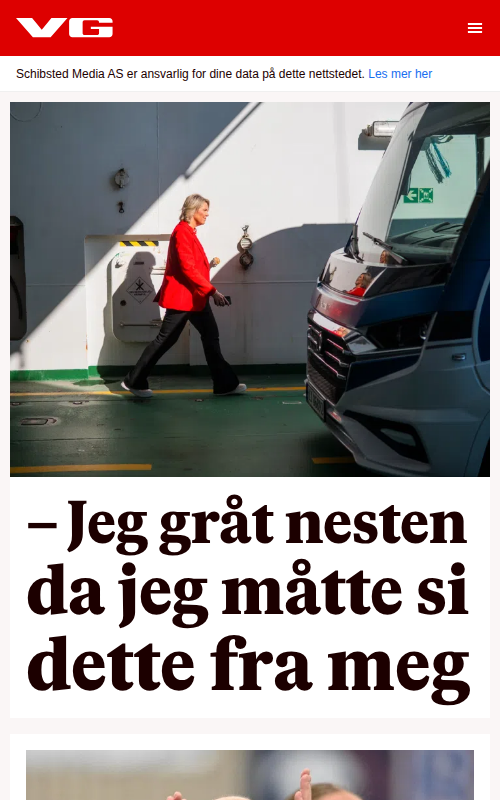 VG
Schibsted Media AS er ansvarlig for dine data på dette nettstedet. Les mer her
– Jeg gråt nesten
da jeg måtte si
dette fra meg